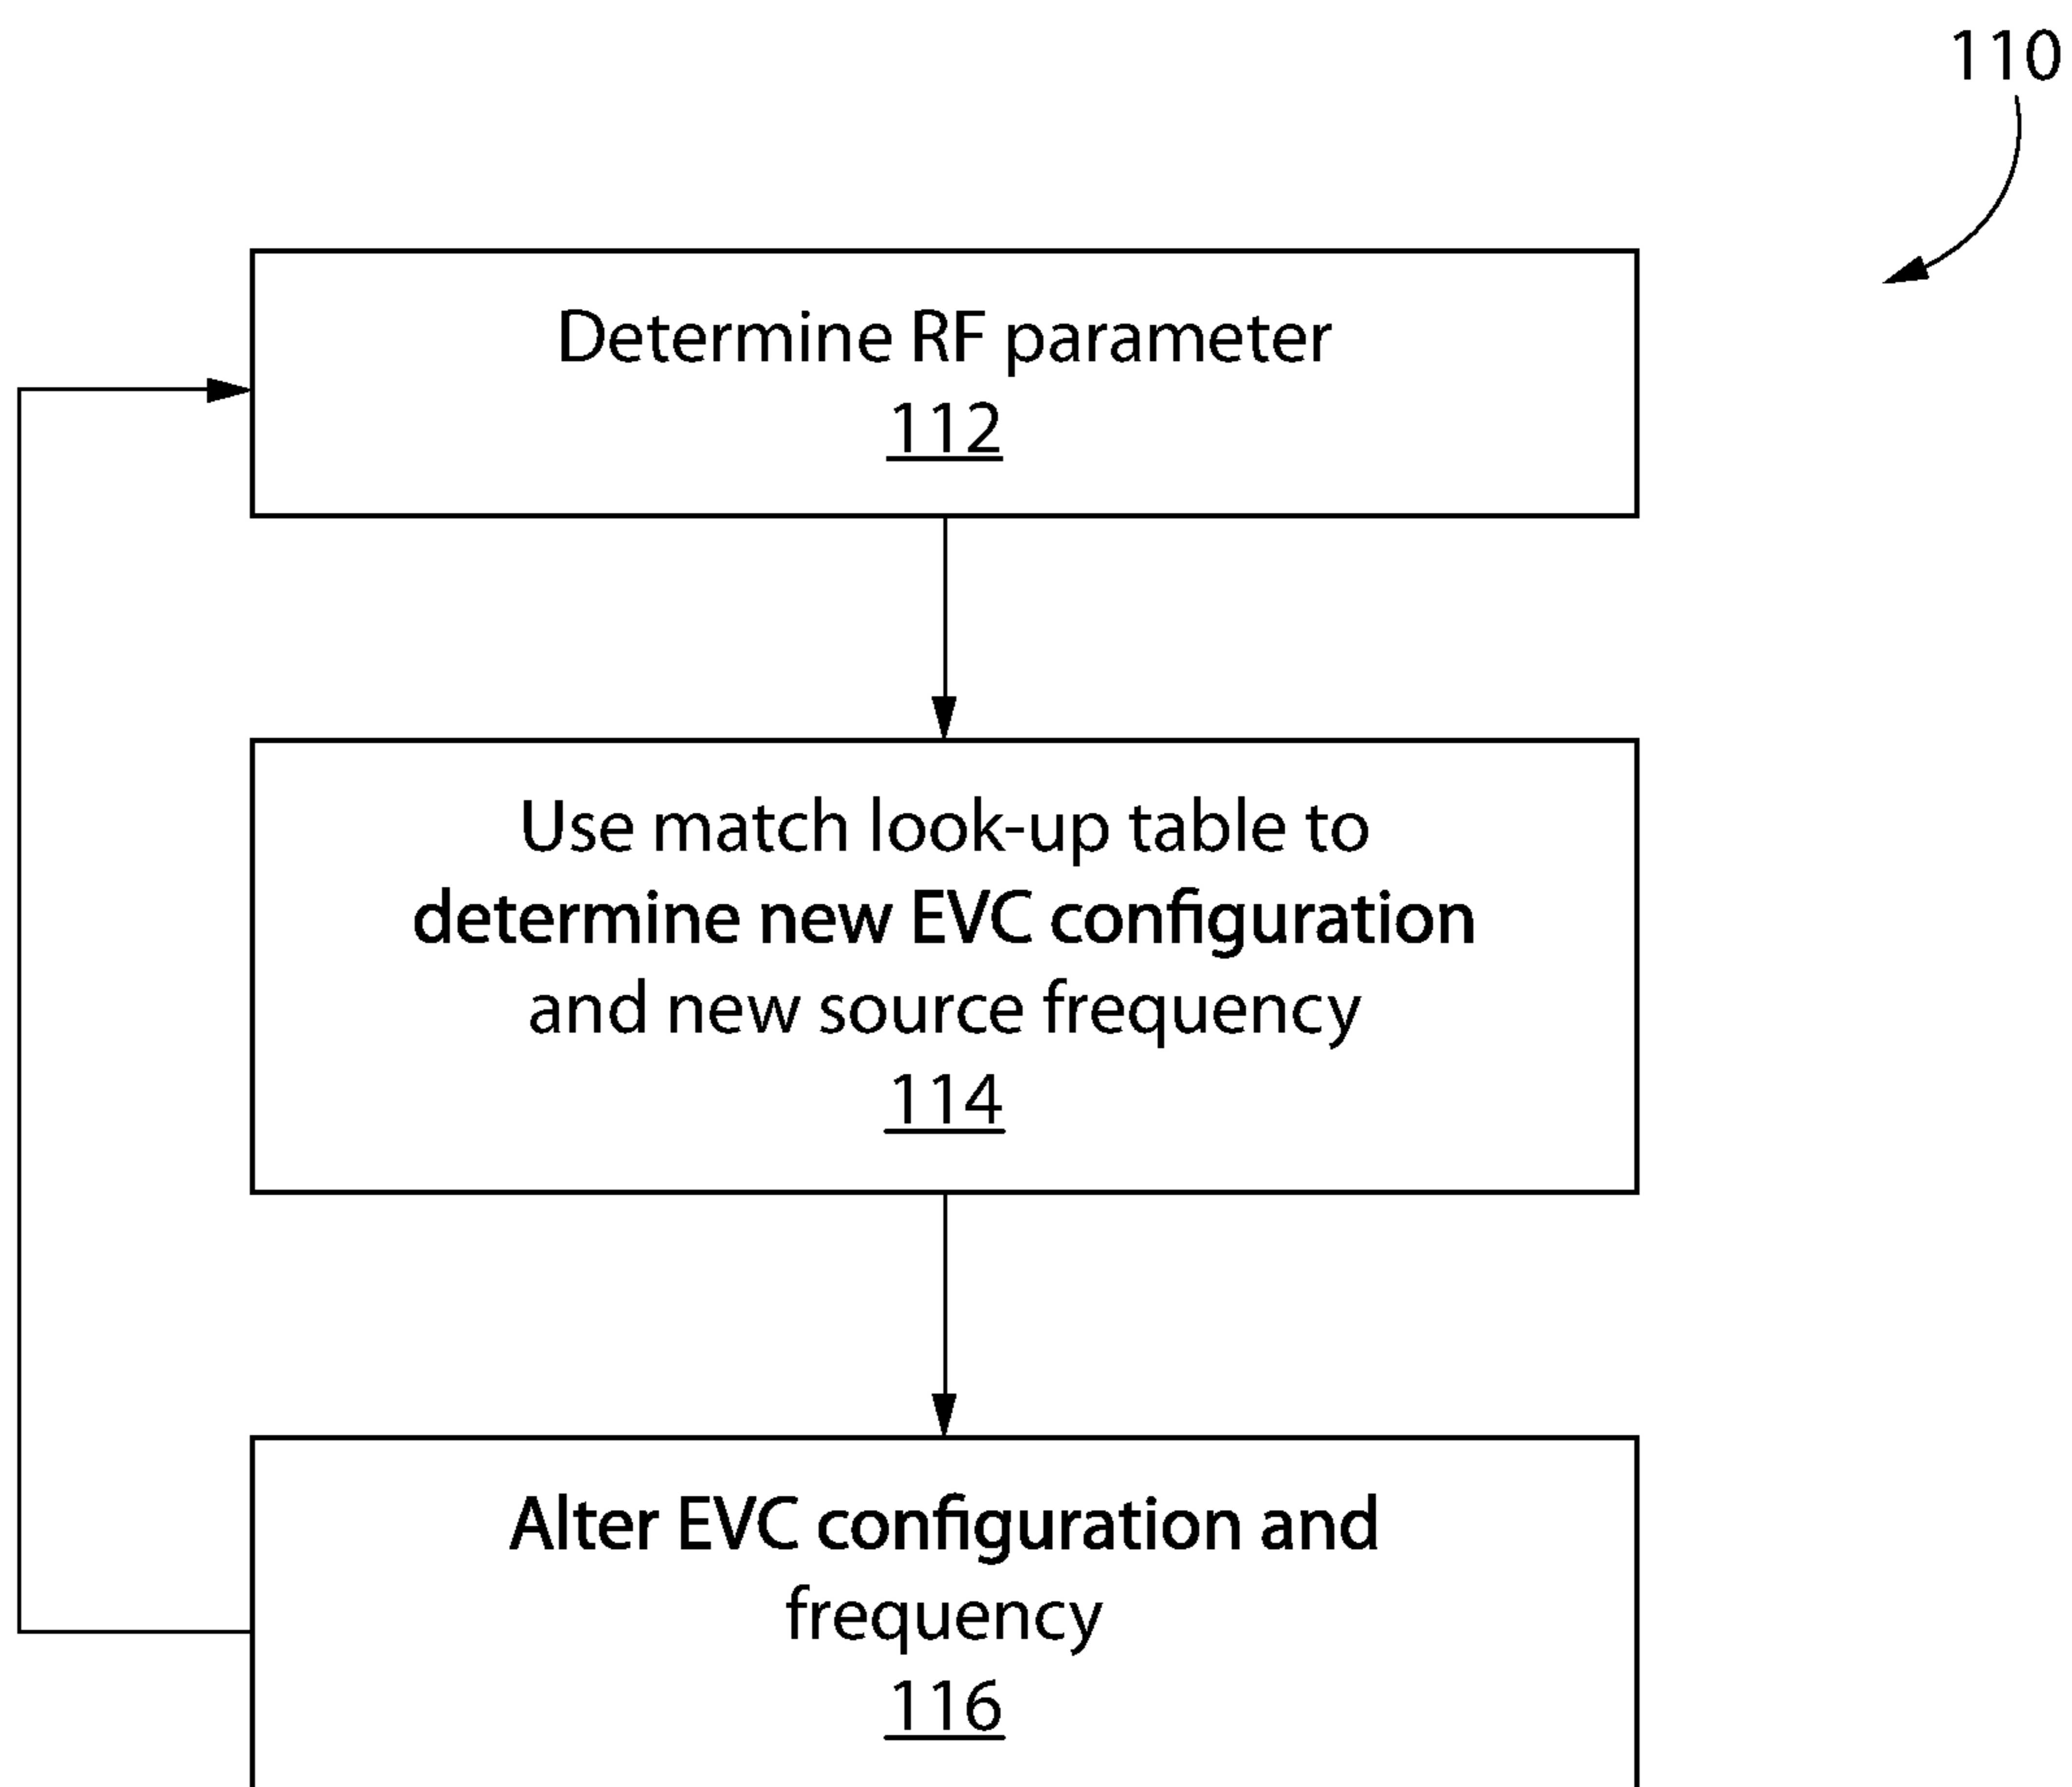 110
Determine RF parameter
112
Use match look-up table to
determine new EVC configuration
and new source frequency
114
Alter EVC configuration and
frequency
116